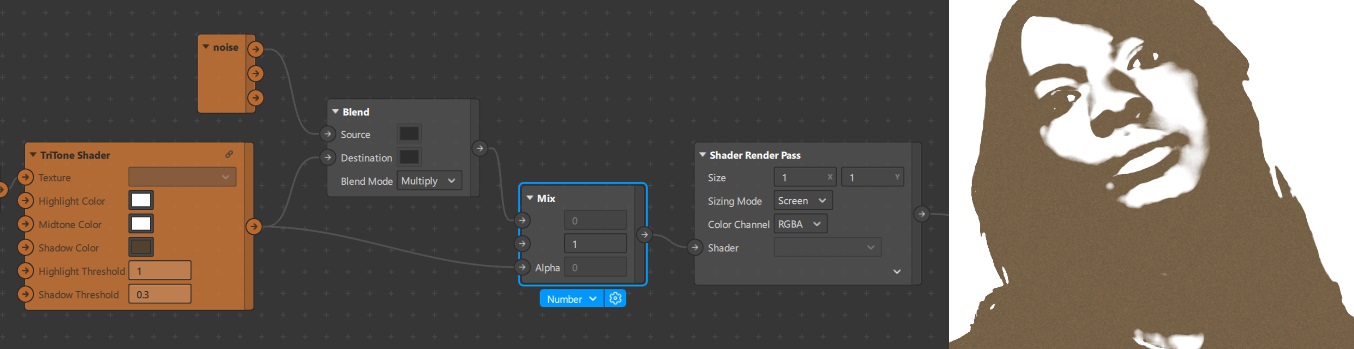 noise
Blend
Source
Destination
Blend Mode Multiply
TriTone Shader
Texture
Highlight Color
Midtone Color
Shadow Color
Highlight Threshold 1
Shadow Threshold 0.3
Mix
0
1
Alpha 0
Number
Shader Render Pass
Size 1 X 1 Y
Sizing Mode Screen
Color Channel RGBA
Shader